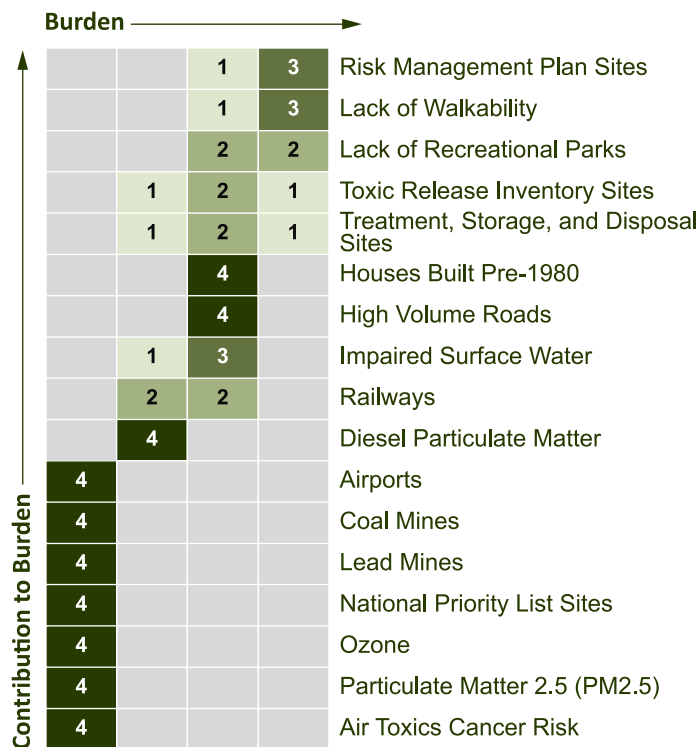 Burden
Contribution to Burden
1 3 Risk Management Plan Sites
1 3 Lack of Walkability
2 2 Lack of Recreational Parks
1 2 1 Toxic Release Inventory Sites
1 2 1 Treatment, Storage, and Disposal
Sites
4 Houses Built Pre-1980
4 High Volume Roads
1 3 Impaired Surface Water
2 2 Railways
4 Diesel Particulate Matter
4 Airports
4 Coal Mines
4 Lead Mines
4 National Priority List Sites
4 Ozone
4 Particulate Matter 2.5 (PM2.5)
4 Air Toxics Cancer Risk